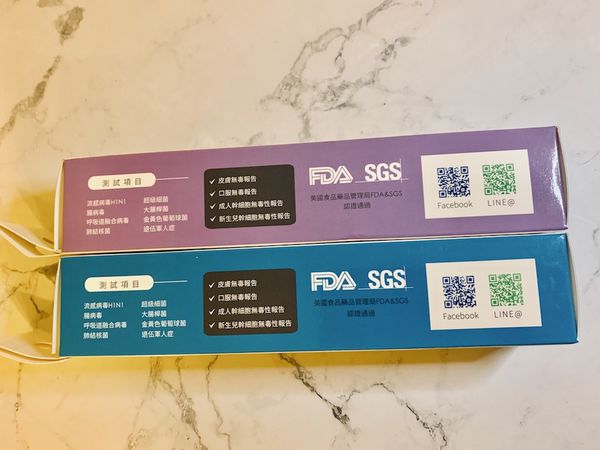 測試項目
流感病毒H1N1
腸病毒
呼吸道融合病毒
肺結核菌
超級細菌
大腸桿菌
金黃色葡萄球菌
退伍軍人症
✓ 皮膚無毒報告
✓ 口服無毒報告
✓ 成人幹細胞無毒性報告
✓ 新生兒幹細胞無毒性報告
FDA SGS
美國食品藥品管理局FDA&SGS
認證通過
Facebook
LINE@
測試項目
流感病毒H1N1
腸病毒
呼吸道融合病毒
肺結核菌
超級細菌
大腸桿菌
金黃色葡萄球菌
退伍軍人症
✓ 皮膚無毒報告
✓ 口服無毒報告
✓ 成人幹細胞無毒性報告
✓ 新生兒幹細胞無毒性報告
FDA SGS
美國食品藥品管理局FDA&SGS
認證通過
Facebook
LINE@